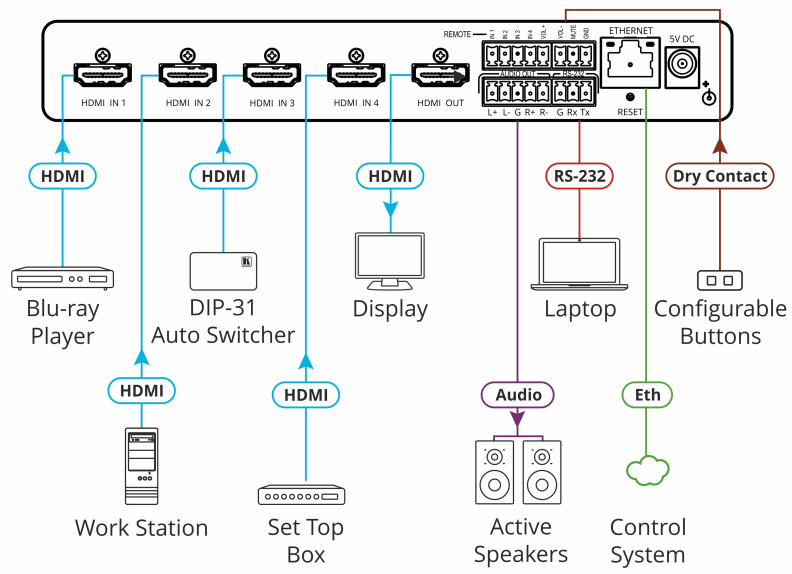 REMOTE
IN 1
IN 2
IN 3
IN 4
VOL +
VOL -
MUTE
GND
ETHERNET
5V DC
AUDIO OUT
RS-232
HDMI IN 1
HDMI IN 2
HDMI IN 3
HDMI IN 4
HDMI OUT
L+ L- G R+ R- G Rx Tx
RESET
HDMI
HDMI
HDMI
RS-232
Dry Contact
Blu-ray
Player
DIP-31
Auto Switcher
Display
Laptop
Configurable
Buttons
HDMI
HDMI
Audio
Eth
Work Station
Set Top
Box
Active
Speakers
Control
System